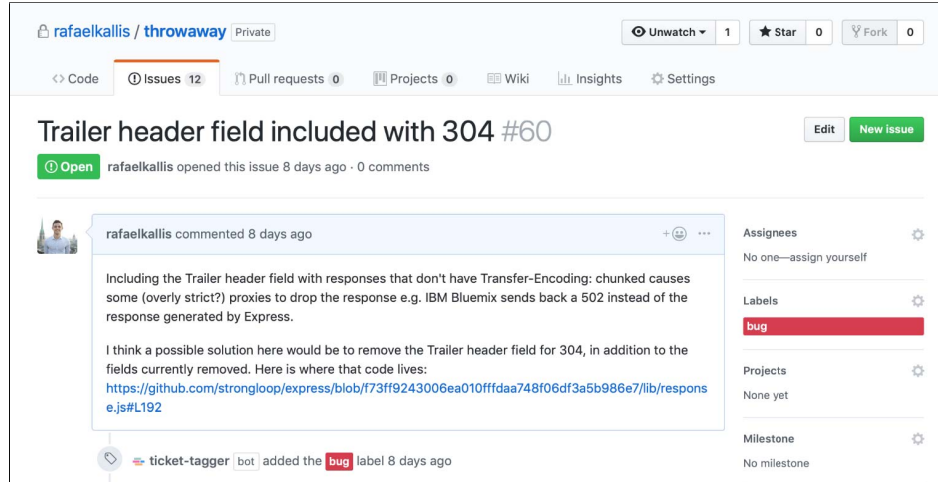 rafaelkallis / throwaway Private
Unwatch 1 Star 0 Fork 0
Code Issues 12 Pull requests 0 Projects 0 Wiki Insights Settings
Trailer header field included with 304 #60
Edit New issue
Open rafaelkallis opened this issue 8 days ago · 0 comments
rafaelkallis commented 8 days ago
Including the Trailer header field with responses that don't have Transfer-Encoding: chunked causes
some (overly strict?) proxies to drop the response e.g. IBM Bluemix sends back a 502 instead of the
response generated by Express.
I think a possible solution here would be to remove the Trailer header field for 304, in addition to the
fields currently removed. Here is where that code lives:
https://github.com/strongloop/express/blob/f73ff9243006ea010fffdaa748f06df3a5b986e7/lib/respons
e.js#L192
ticket-tagger bot added the bug label 8 days ago
Assignees
No one—assign yourself
Labels
bug
Projects
None yet
Milestone
No milestone